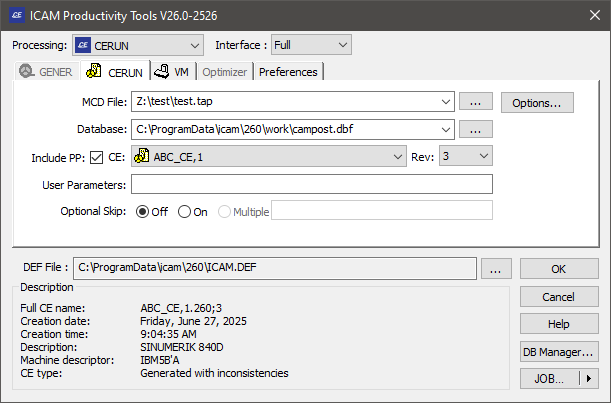 ICAM Productivity Tools V26.0-2526
Processing: CE CERUN Interface : Full
GENER CERUN VM Optimizer Preferences
MCD File: Z:\test\test.tap ... Options...
Database: C:\ProgramData\icam\260\work\campost.dbf ...
Include PP: CE: ABC_CE,1 Rev: 3
User Parameters:
Optional Skip: Off On Multiple
DEF File : C:\ProgramData\icam\260\ICAM.DEF ... OK
Description
Cancel
Full CE name: ABC_CE,1.260;3
Creation date: Friday, June 27, 2025
Help
Creation time: 9:04:35 AM
Description: SINUMERIK 840D
DB Manager...
Machine descriptor: IBM5B'A
CE type: Generated with inconsistencies
JOB...